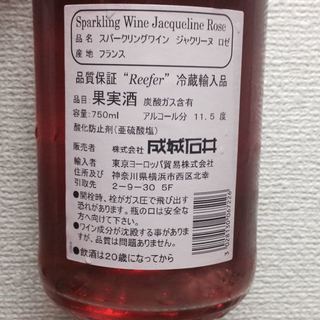 Sparkling Wine Jacqueline Rose
品 名 スパークリングワイン ジャクリーヌ ロゼ
産 地 フランス
品質保証 “Reefer” 冷蔵輸入品
品目 果実酒 炭酸ガス含有
容量:750ml アルコール分 11.5 度
酸化防止剤(亜硫酸塩)
販売者 株式会社 成城石井
輸入者 東京ヨーロッパ貿易株式会社
住所及び 神奈川県横浜市西区北幸
引取先 2-9-30 5F
●開栓時、栓がガス圧で飛び出す
恐れがあります。瓶の口は安全な
方へ向けて下さい。
●ワイン成分が沈殿する事があり
ますが、品質は問題ありません。
●飲酒は20歳になってから
3 028130 067226